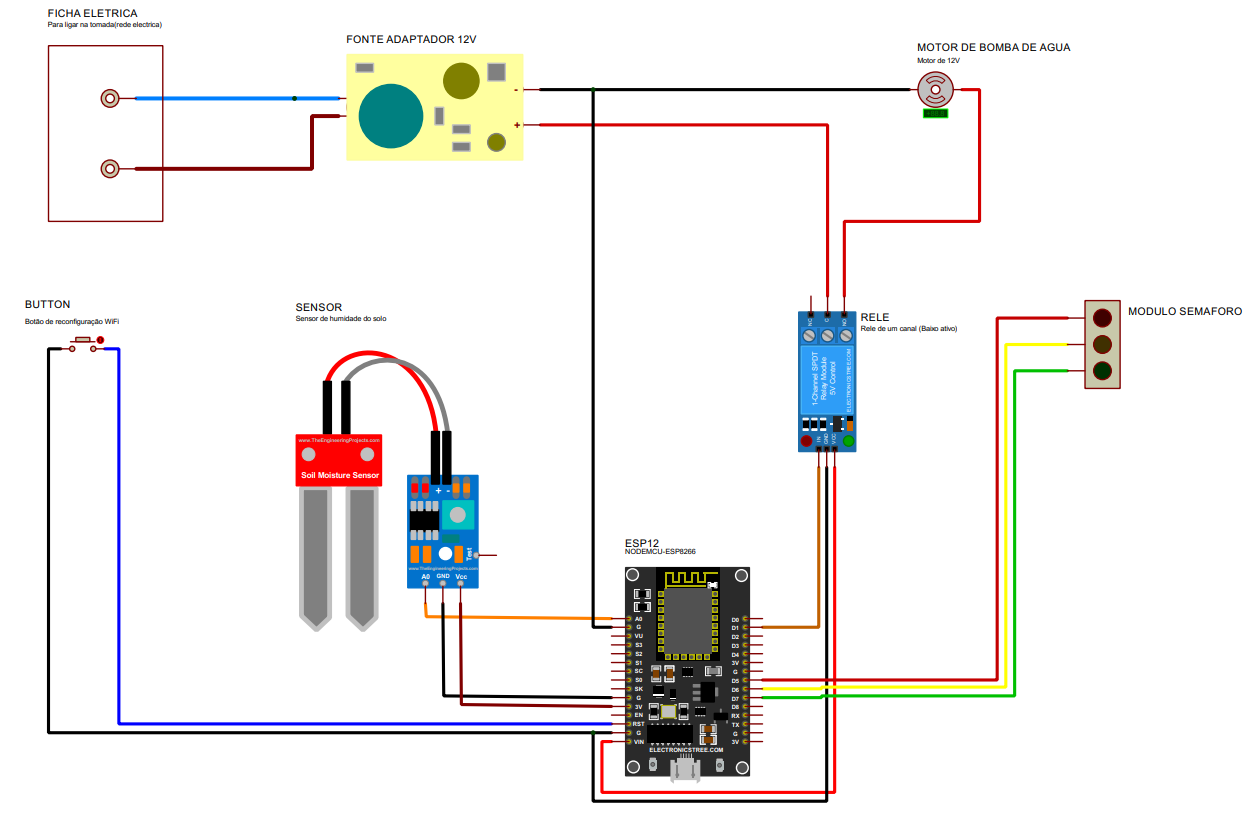 FICHA ELETRICA
Para ligar na tomada(rede electrica)
FONTE ADAPTADOR 12V
-
+
MOTOR DE BOMBA DE AGUA
Motor de 12V
BUTTON
Botão de reconfiguração WiFi
SENSOR
Sensor de humidade do solo
www.TheEngineeringProjects.com
Soil Moisture Sensor
+ -
Test
www.TheEngineeringProjects.com
A0 GND Vcc
NC C NO
RELE
Rele de um canal (Baixo ativo)
1-Channel SPDT
Relay Module
5V Control
ELECTRONICSTREE.COM
IN GND VCC
MODULO SEMAFORO
ESP12
NODEMCU-ESP8266
A0 D0
G D1
VU D2
S3 D3
S2 D4
S1 3V
SC G
S0 D5
SK D6
G D7
3V D8
EN RX
RST TX
G G
VIN 3V
ELECTRONICSTREE.COM